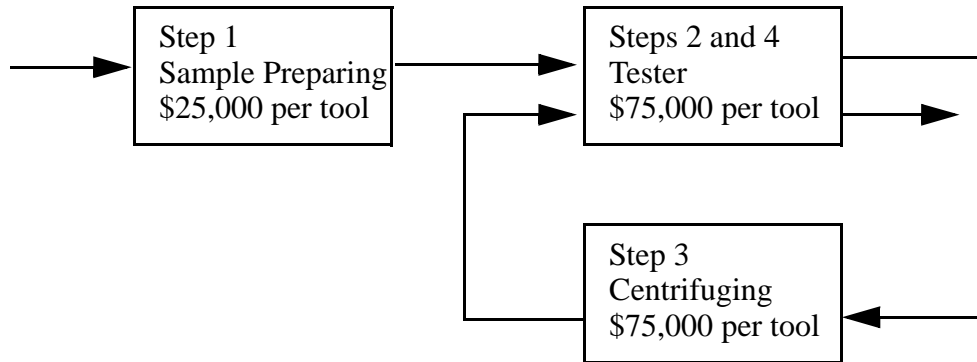 Step 1
Sample Preparing
$25,000 per tool
Steps 2 and 4
Tester
$75,000 per tool
Step 3
Centrifuging
$75,000 per tool